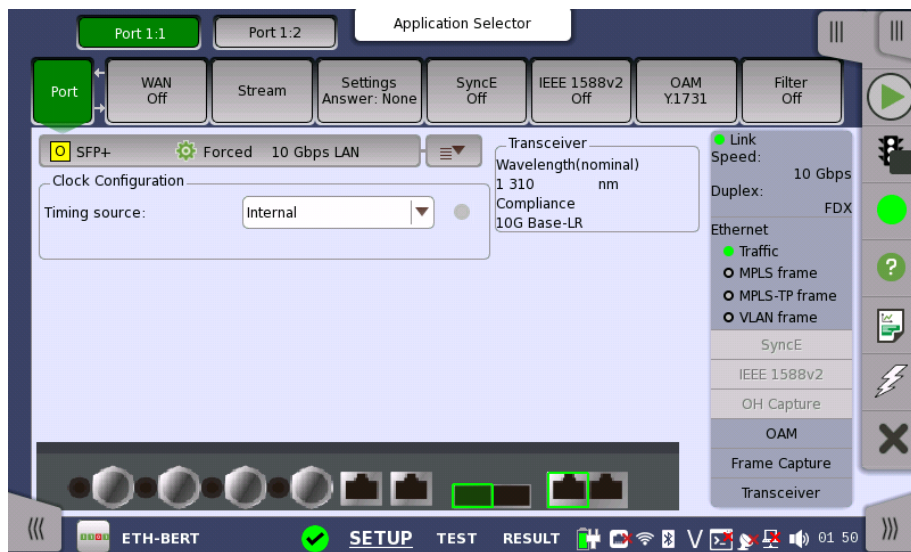 Port 1:1
Port 1:2
Application Selector
Port
WAN
Off
Stream
Settings
Answer: None
SyncE
Off
IEEE 1588v2
Off
OAM
Y.1731
Filter
Off
O SFP+ Forced 10 Gbps LAN
Clock Configuration
Timing source: Internal
Transceiver
Wavelength(nominal)
1 310 nm
Compliance
10G Base-LR
Link
Speed:
10 Gbps
Duplex:
FDX
Ethernet
Traffic
MPLS frame
MPLS-TP frame
VLAN frame
SyncE
IEEE 1588v2
OH Capture
OAM
Frame Capture
Transceiver
ETH-BERT
SETUP TEST RESULT
01 50